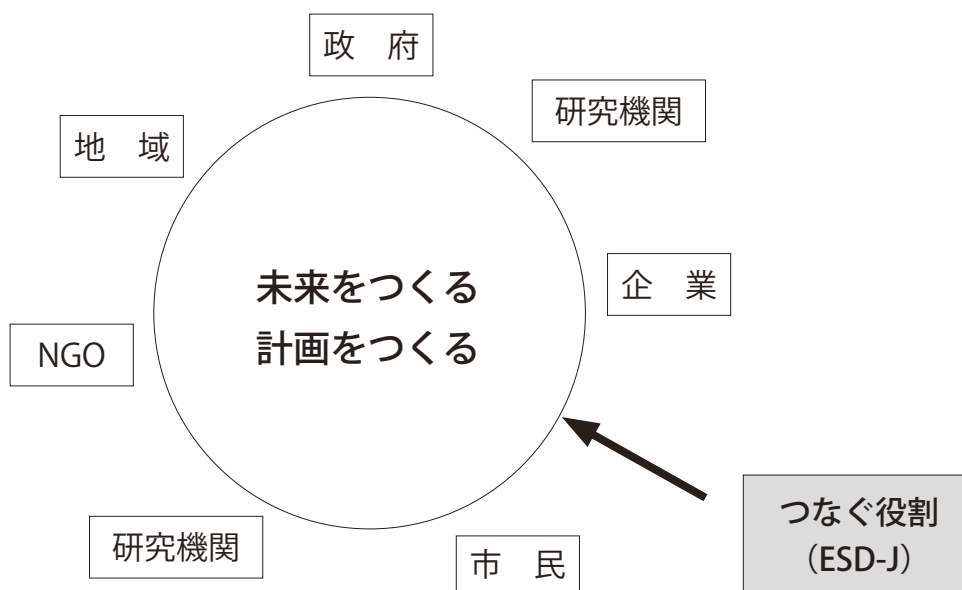 政　府
研究機関
地　域
企　業
未来をつくる
計画をつくる
NGO
つなぐ役割
（ESD-J）
研究機関
市　民